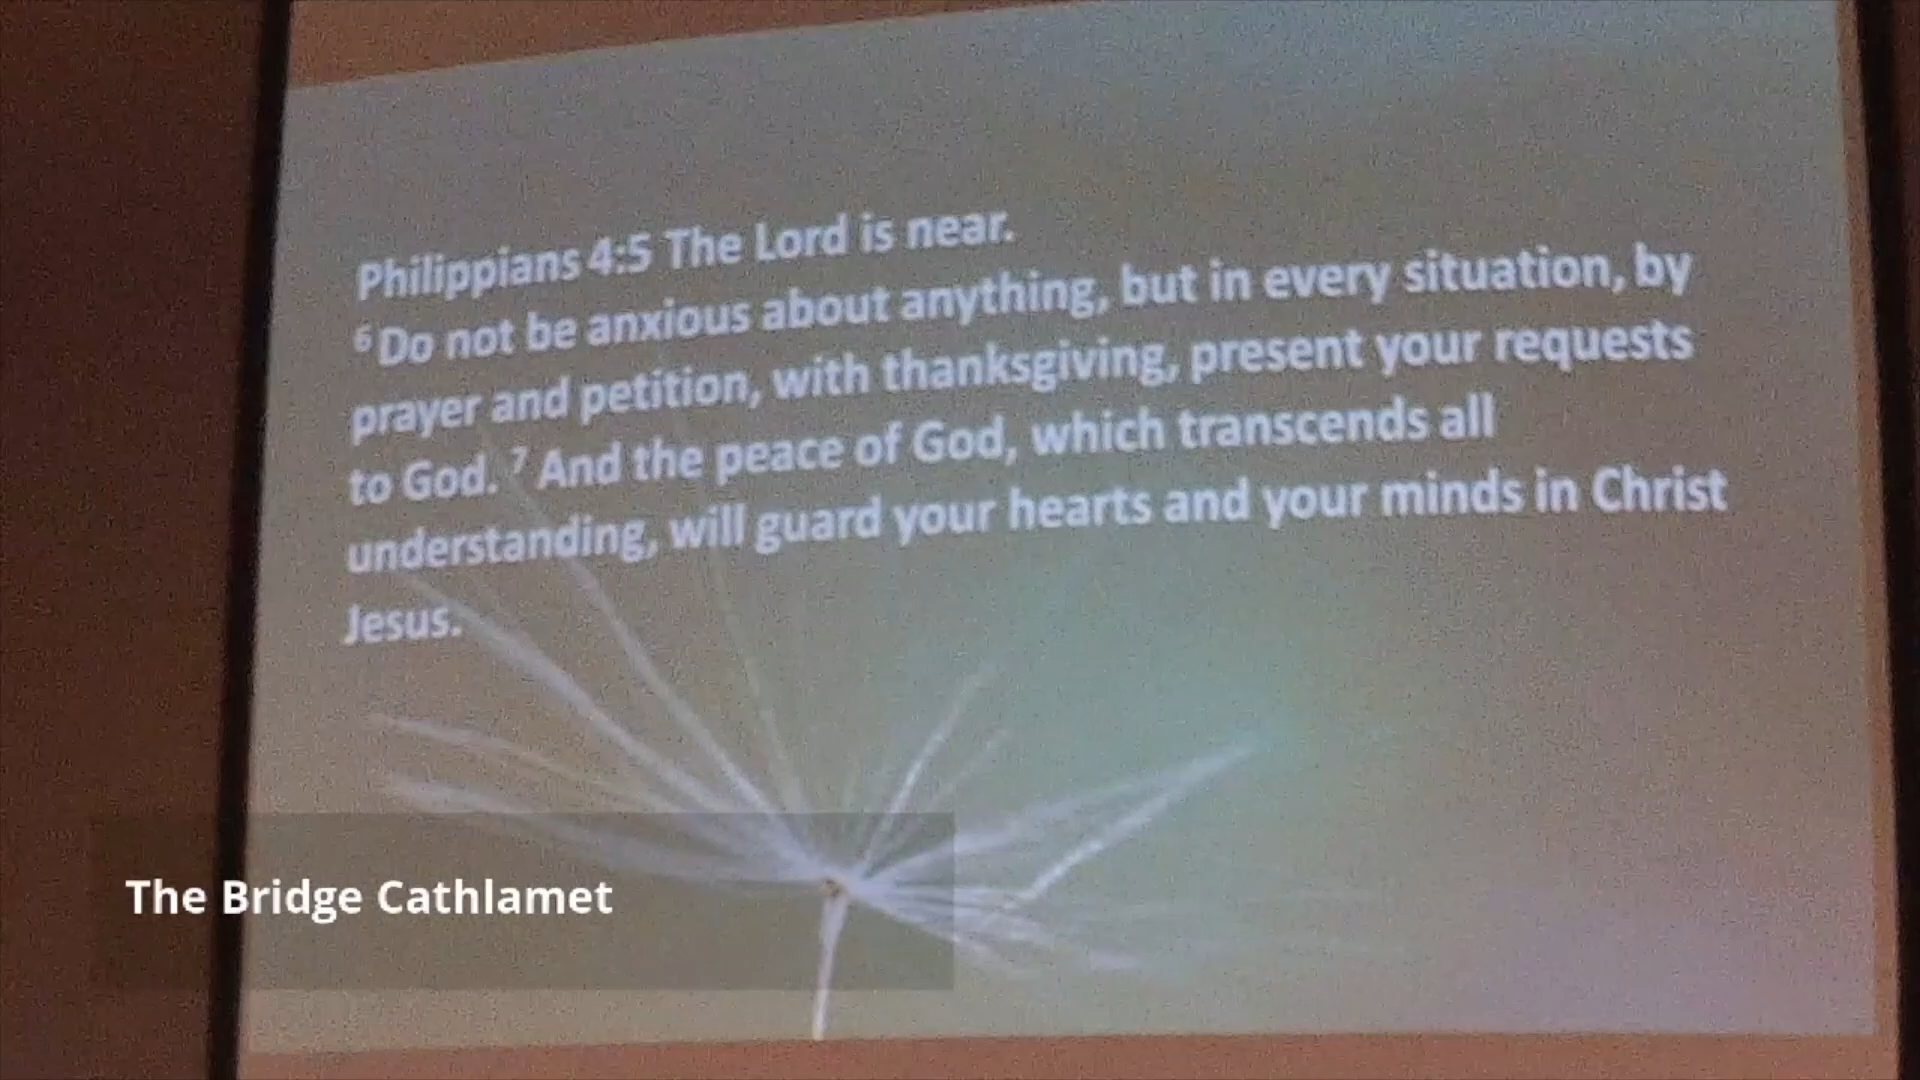 Philippians 4:5 The Lord is near.
⁶ Do not be anxious about anything, but in every situation, by
prayer and petition, with thanksgiving, present your requests
to God. ⁷ And the peace of God, which transcends all
understanding, will guard your hearts and your minds in Christ
Jesus.
The Bridge Cathlamet